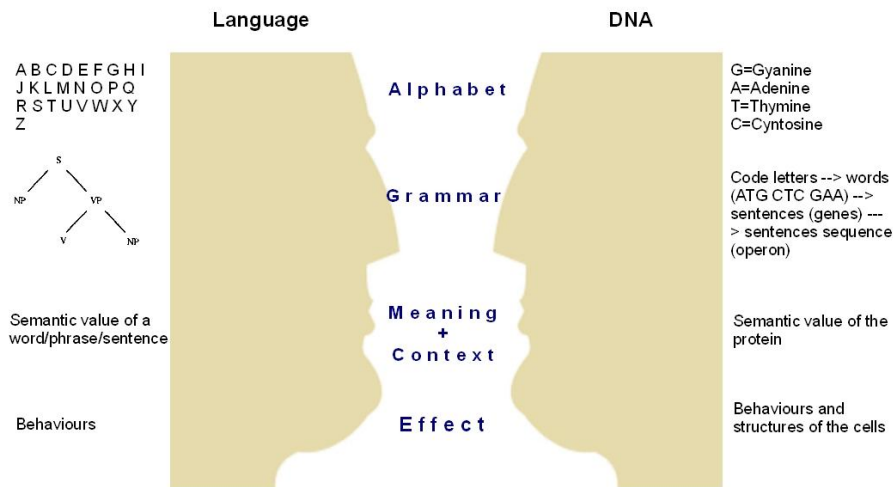 Language
DNA
A B C D E F G H I
J K L M N O P Q
R S T U V W X Y
Z
Alphabet
G=Gyanine
A=Adenine
T=Thymine
C=Cyntosine
S
NP
VP
V
NP
Grammar
Code letters --> words
(ATG CTC GAA) -->
sentences (genes) ---
> sentences sequence
(operon)
Semantic value of a
word/phrase/sentence
Meaning
+
Context
Semantic value of the
protein
Behaviours
Effect
Behaviours and
structures of the cells